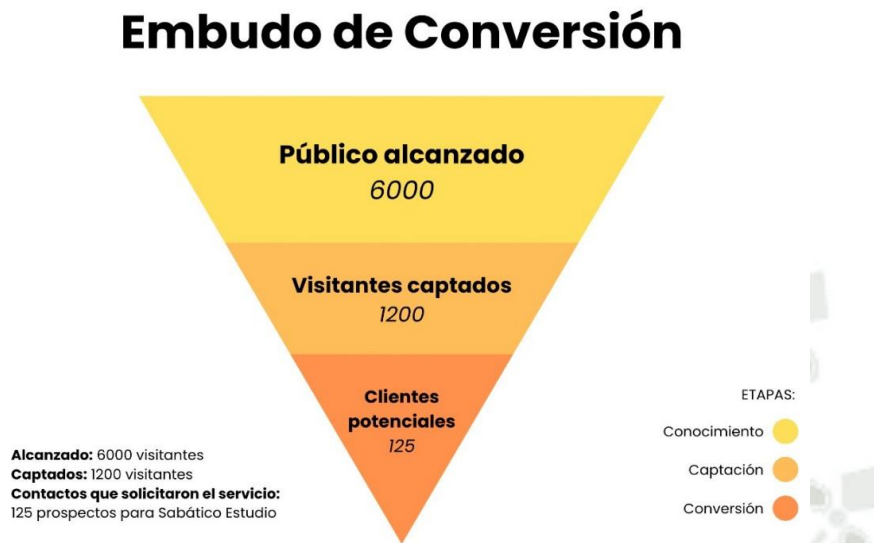 Embudo de Conversión
Público alcanzado
6000
Visitantes captados
1200
Clientes
potenciales
125
Alcanzado: 6000 visitantes
Captados: 1200 visitantes
Contactos que solicitaron el servicio:
125 prospectos para Sabático Estudio
ETAPAS:
Conocimiento
Captación
Conversión